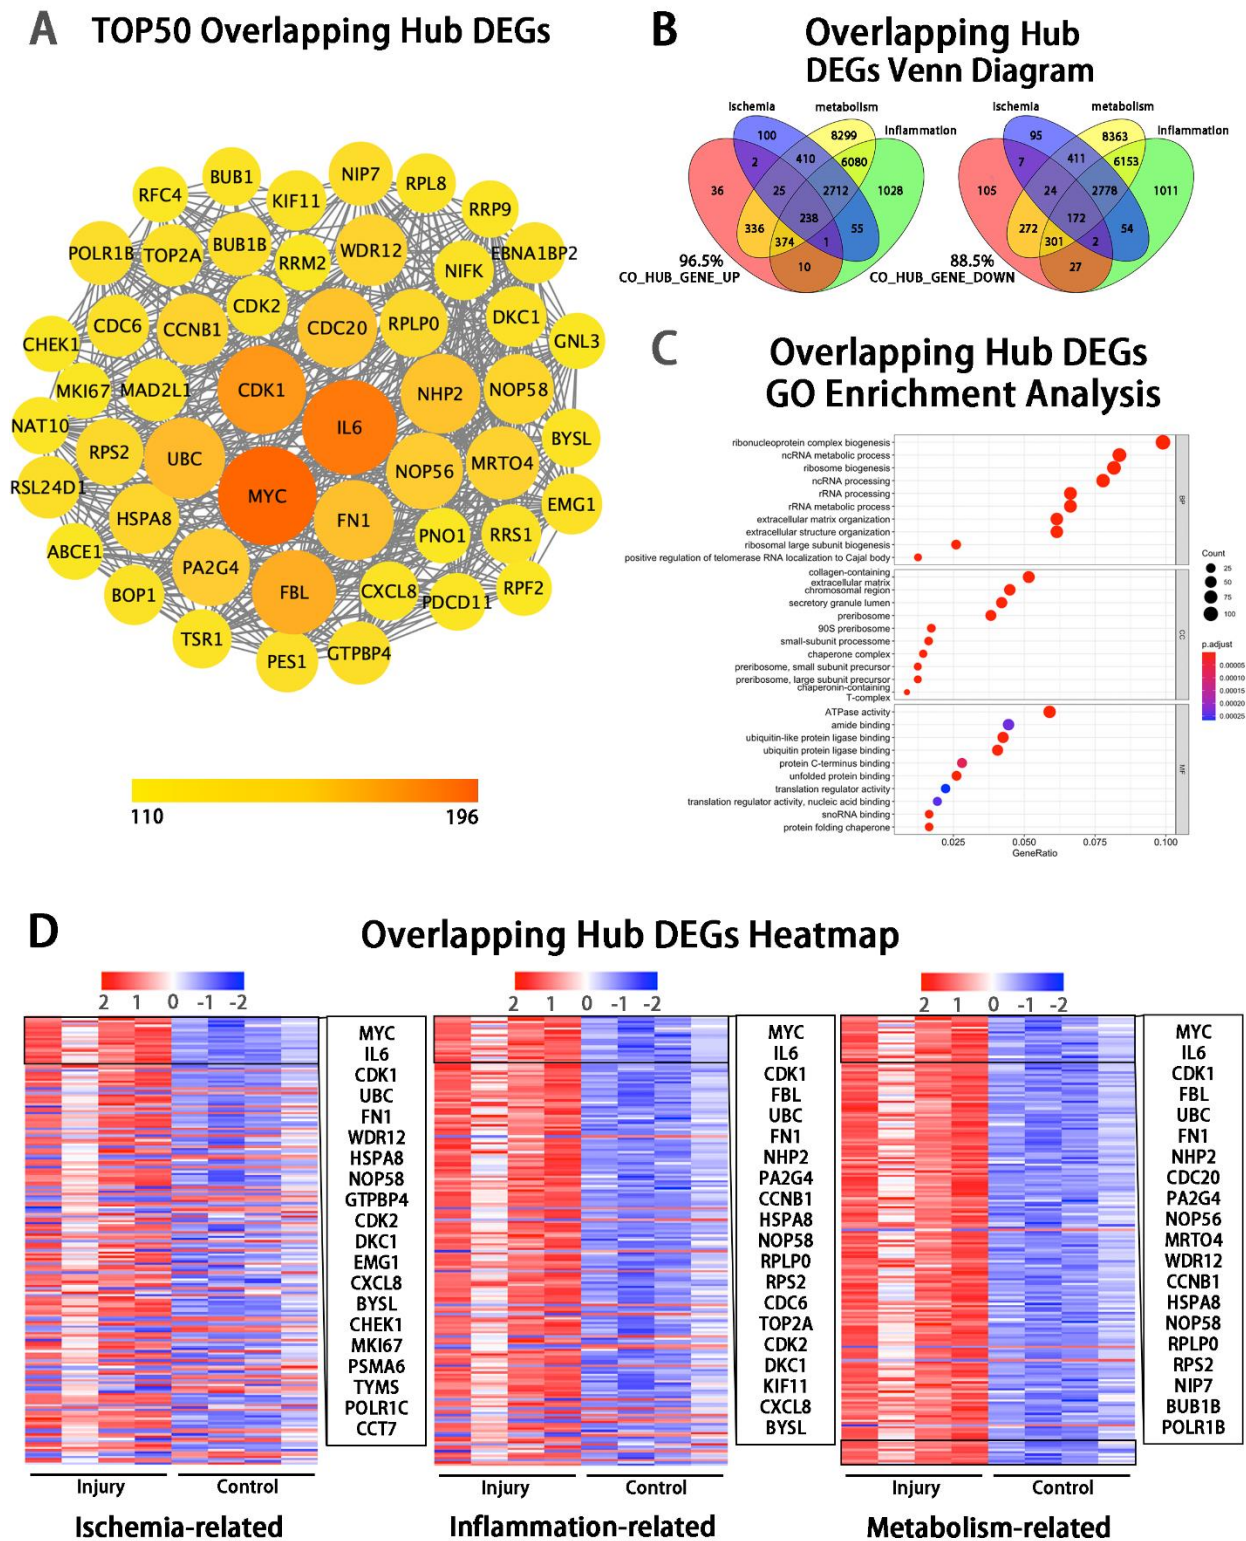 A TOP50 Overlapping Hub DEGs
NIP7
BUB1
RPL8
RFC4
KIF11
RRP9
POLR1B
TOP2A
BUB1B
RRM2
WDR12
NIFK
EBNA1BP2
CDK2
CHEK1
CDC6
CCNB1
CDC20
RPLP0
DKC1
GNL3
MKI67
MAD2L1
CDK1
IL6
NHP2
NOP58
NAT10
RPS2
UBC
NOP56
MRTO4
BYSL
RSL24D1
HSPA8
MYC
FN1
PNO1
RRS1
EMG1
ABCE1
PA2G4
BOP1
FBL
CXCL8
PDCD11
RPF2
TSR1
PES1
GTPBP4
110
196
B Overlapping Hub
DEGs Venn Diagram
Ischemia
metabolism
Inflammation
100
8299
2
410
6080
36
25
2712
1028
238
336
55
374
1
10
96.5%
CO_HUB_GENE_UP
Ischemia
metabolism
Inflammation
95
8363
7
411
6153
105
24
2778
1011
172
272
54
301
2
27
88.5%
CO_HUB_GENE_DOWN
C Overlapping Hub DEGs
GO Enrichment Analysis
ribonucleoprotein complex biogenesis
ncRNA metabolic process
ribosome biogenesis
ncRNA processing
rRNA processing
rRNA metabolic process
extracellular matrix organization
extracellular structure organization
ribosomal large subunit biogenesis
positive regulation of telomerase RNA localization to Cajal body
BP
collagen-containing
extracellular matrix
chromosomal region
secretory granule lumen
preribosome
90S preribosome
small-subunit processome
chaperone complex
preribosome, small subunit precursor
preribosome, large subunit precursor
chaperonin-containing
T-complex
CC
ATPase activity
amide binding
ubiquitin-like protein ligase binding
ubiquitin protein ligase binding
protein C-terminus binding
unfolded protein binding
translation regulator activity
translation regulator activity, nucleic acid binding
snoRNA binding
protein folding chaperone
MF
0.025
0.050
0.075
0.100
GeneRatio
Count
25
50
75
100
p.adjust
0.00005
0.00010
0.00015
0.00020
0.00025
D Overlapping Hub DEGs Heatmap
2 1 0 -1 -2
MYC
IL6
CDK1
UBC
FN1
WDR12
HSPA8
NOP58
GTPBP4
CDK2
DKC1
EMG1
CXCL8
BYSL
CHEK1
MKI67
PSMA6
TYMS
POLR1C
CCT7
Injury
Control
Ischemia-related
2 1 0 -1 -2
MYC
IL6
CDK1
FBL
UBC
FN1
NHP2
PA2G4
CCNB1
HSPA8
NOP58
RPLP0
RPS2
CDC6
TOP2A
CDK2
DKC1
KIF11
CXCL8
BYSL
Injury
Control
Inflammation-related
2 1 0 -1 -2
MYC
IL6
CDK1
FBL
UBC
FN1
NHP2
CDC20
PA2G4
NOP56
MRTO4
WDR12
CCNB1
HSPA8
NOP58
RPLP0
RPS2
NIP7
BUB1B
POLR1B
Injury
Control
Metabolism-related